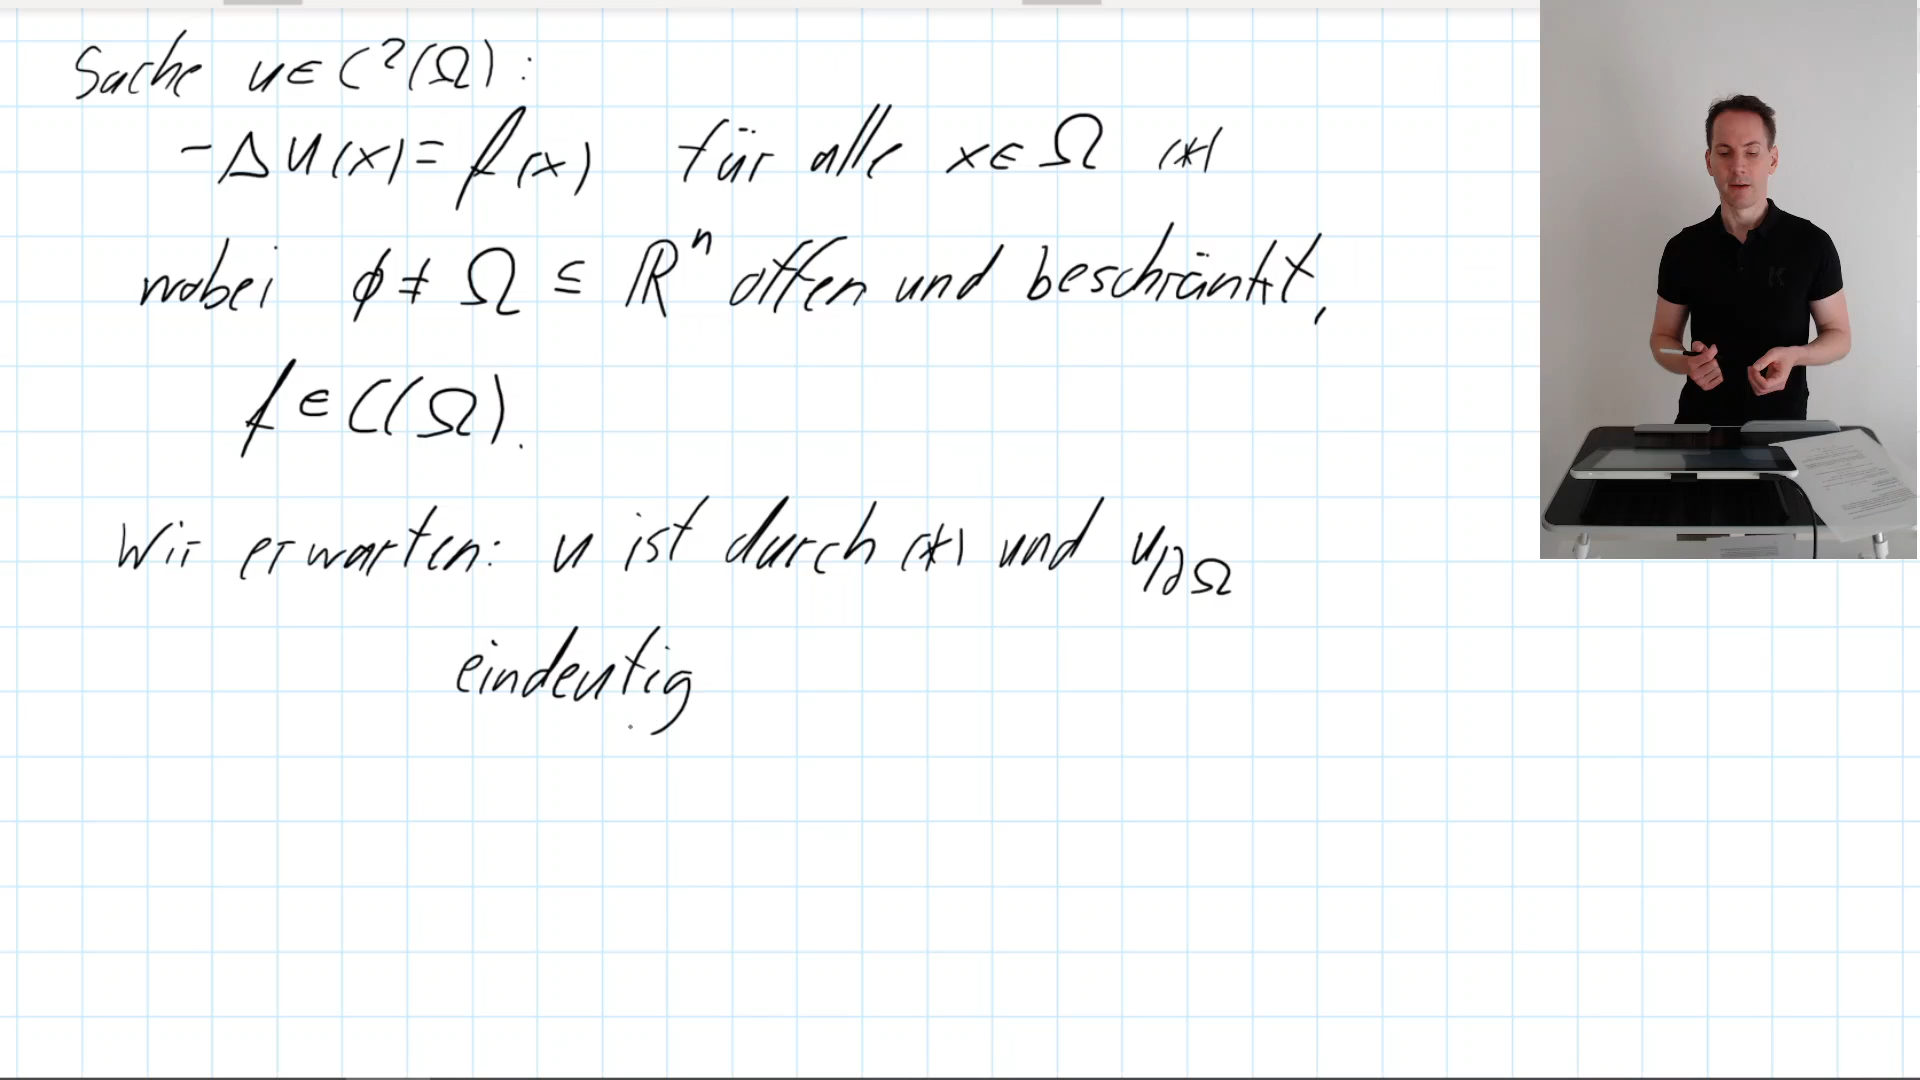 Suche u ∈ C²(Ω):
-Δu(x) = f(x) für alle x ∈ Ω (*)
wobei ∅ ≠ Ω ⊆ ℝⁿ offen und beschränkt,
f ∈ C(Ω).
Wir erwarten: u ist durch (*) und u|∂Ω
eindeutig